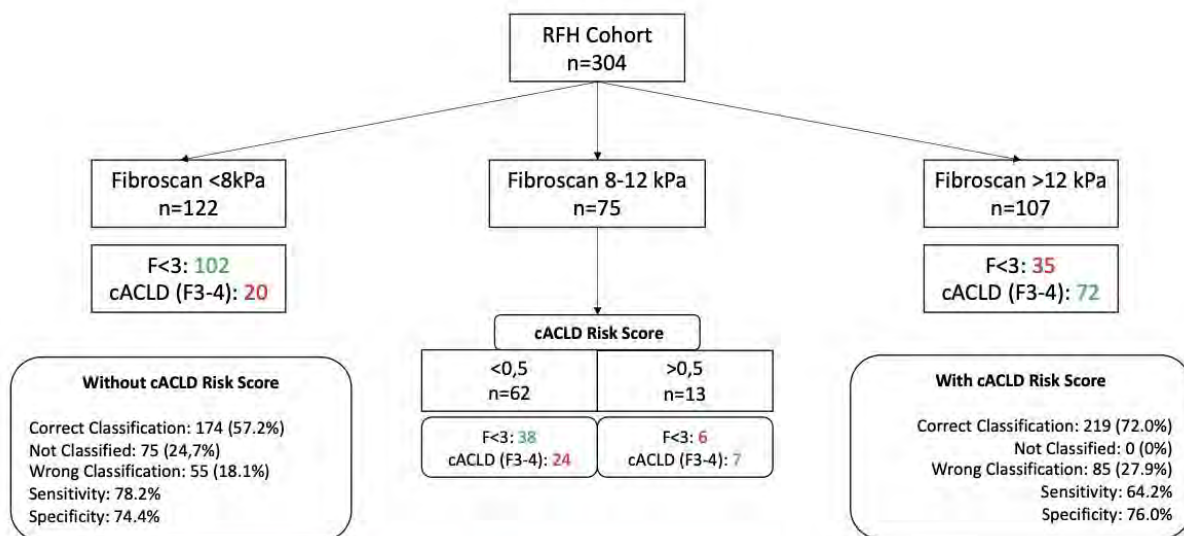 RFH Cohort
n=304
Fibroscan <8kPa
n=122
Fibroscan 8-12 kPa
n=75
Fibroscan >12 kPa
n=107
F<3: 102
cACLD (F3-4): 20
F<3: 35
cACLD (F3-4): 72
cACLD Risk Score
<0,5
n=62
>0,5
n=13
F<3: 38
cACLD (F3-4): 24
F<3: 6
cACLD (F3-4): 7
Without cACLD Risk Score
Correct Classification: 174 (57.2%)
Not Classified: 75 (24,7%)
Wrong Classification: 55 (18.1%)
Sensitivity: 78.2%
Specificity: 74.4%
With cACLD Risk Score
Correct Classification: 219 (72.0%)
Not Classified: 0 (0%)
Wrong Classification: 85 (27.9%)
Sensitivity: 64.2%
Specificity: 76.0%